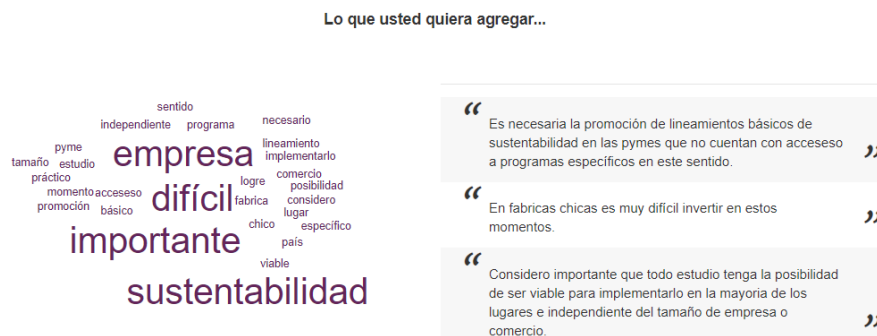 Lo que usted quiera agregar...
sentido
independiente programa necesario
pyme empresa lineamiento
tamaño estudio implementarlo
práctico logre comercio
momento acceseso difícil fabrica posibilidad
promoción básico considero
chico lugar
importante específico
país
viable
sustentabilidad
“
Es necesaria la promoción de lineamientos básicos de
sustentabilidad en las pymes que no cuentan con acceseso
a programas específicos en este sentido.
”
“
En fabricas chicas es muy difícil invertir en estos
momentos.
”
“
Considero importante que todo estudio tenga la posibilidad
de ser viable para implementarlo en la mayoria de los
lugares e independiente del tamaño de empresa o
comercio.
”